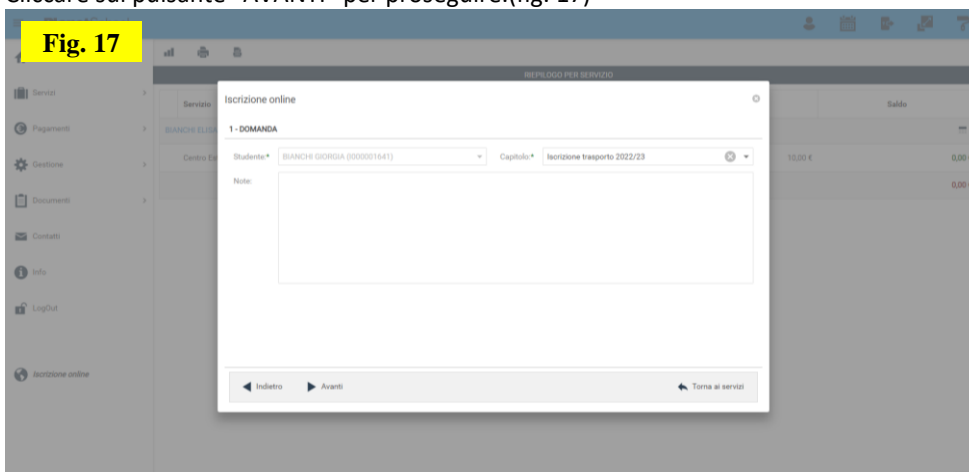 Cliccare sul pulsante "AVANTI" per proseguire.(fig. 17)
Fig. 17
RIEPILOGO PER SERVIZIO
Servizi
Servizio
Iscrizione online
Saldo
Pagamenti
BIANCHI ELISA
1 - DOMANDA
Gestione
Centro Es
Studente:* BIANCHI GIORGIA (0000001641) Capitolo:* Iscrizione trasporto 2022/23
10,00 €
0,00
Note:
0,00
Documenti
Contatti
Info
LogOut
Iscrizione online
Indietro Avanti Torna ai servizi